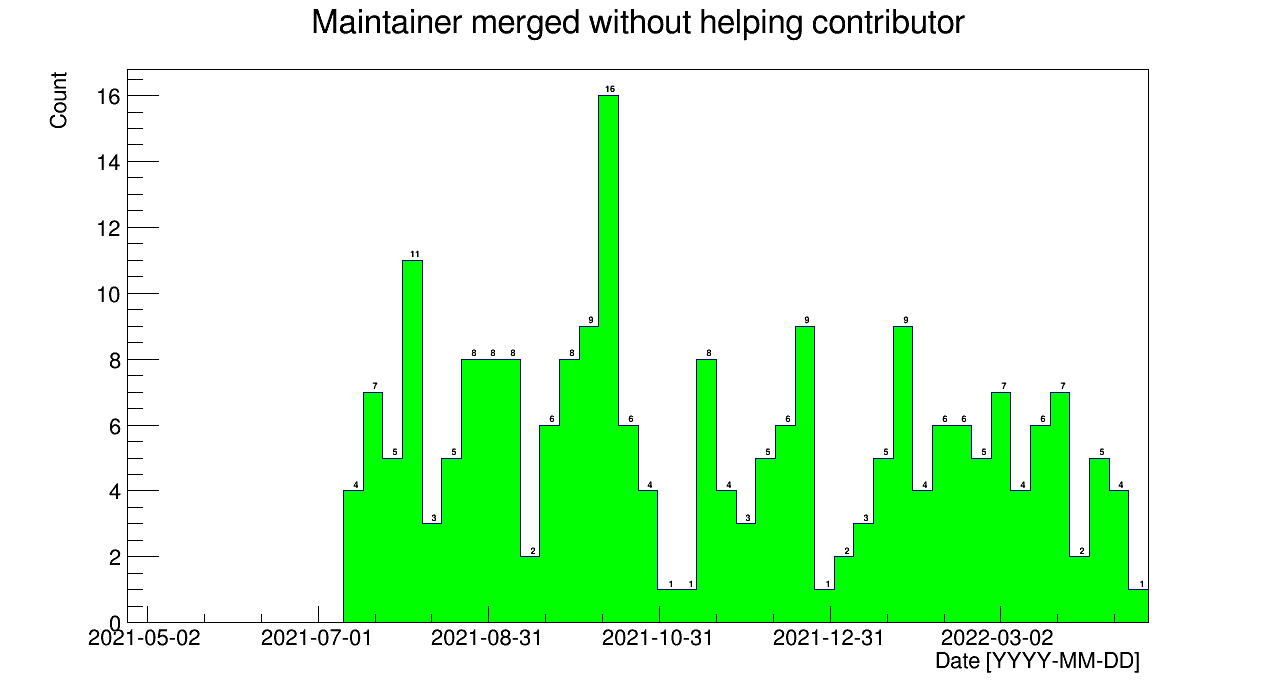 Maintainer merged without helping contributor
Count
16
14
12
10
8
6
4
2
0
4 7 5 11 3 5 8 8 8 2 6 8 9 16 6 4 1 1 8 4 3 5 6 9 1 2 3 5 9 4 6 6 5 7 4 6 7 2 5 4 1
2021-05-02 2021-07-01 2021-08-31 2021-10-31 2021-12-31 2022-03-02
Date [YYYY-MM-DD]